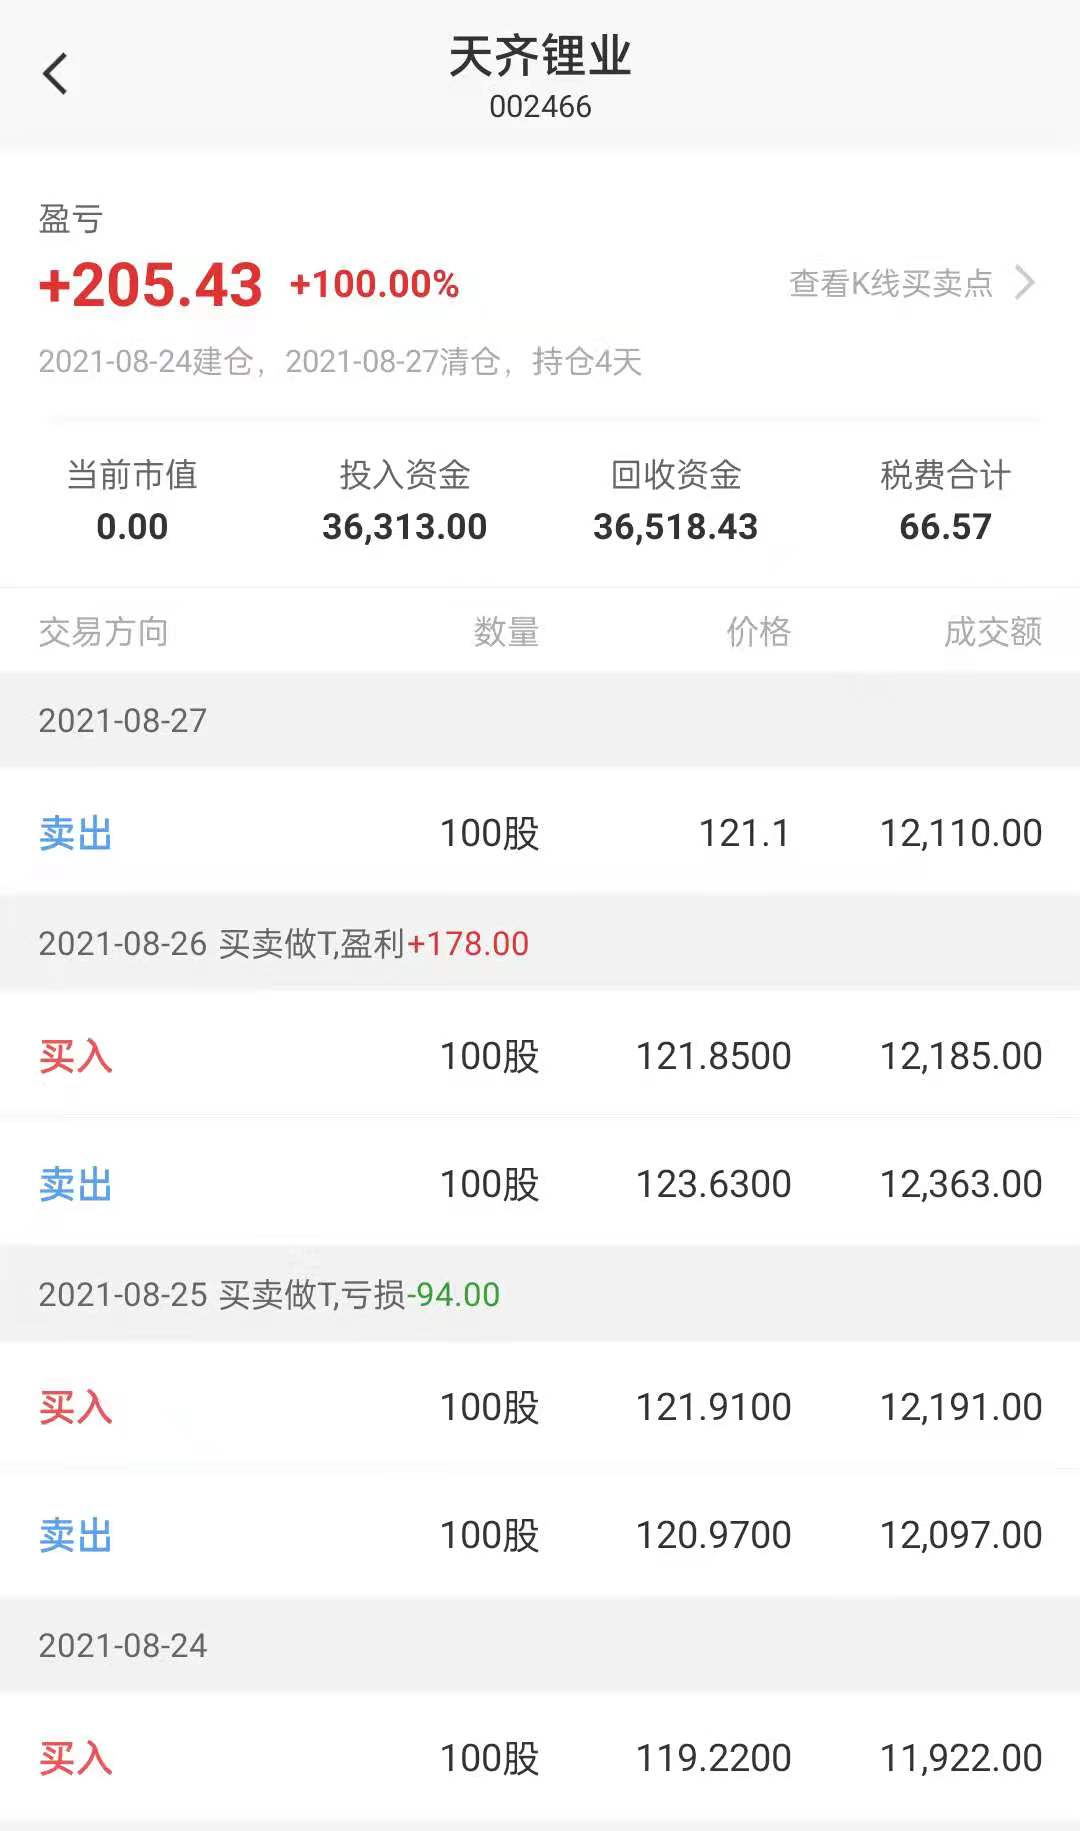 天齐锂业
002466
盈亏
+205.43 +100.00% 查看K线买卖点
2021-08-24建仓，2021-08-27清仓，持仓4天
当前市值 投入资金 回收资金 税费合计
0.00 36,313.00 36,518.43 66.57
交易方向 数量 价格 成交额
2021-08-27
卖出 100股 121.1 12,110.00
2021-08-26 买卖做T,盈利+178.00
买入 100股 121.8500 12,185.00
卖出 100股 123.6300 12,363.00
2021-08-25 买卖做T,亏损-94.00
买入 100股 121.9100 12,191.00
卖出 100股 120.9700 12,097.00
2021-08-24
买入 100股 119.2200 11,922.00